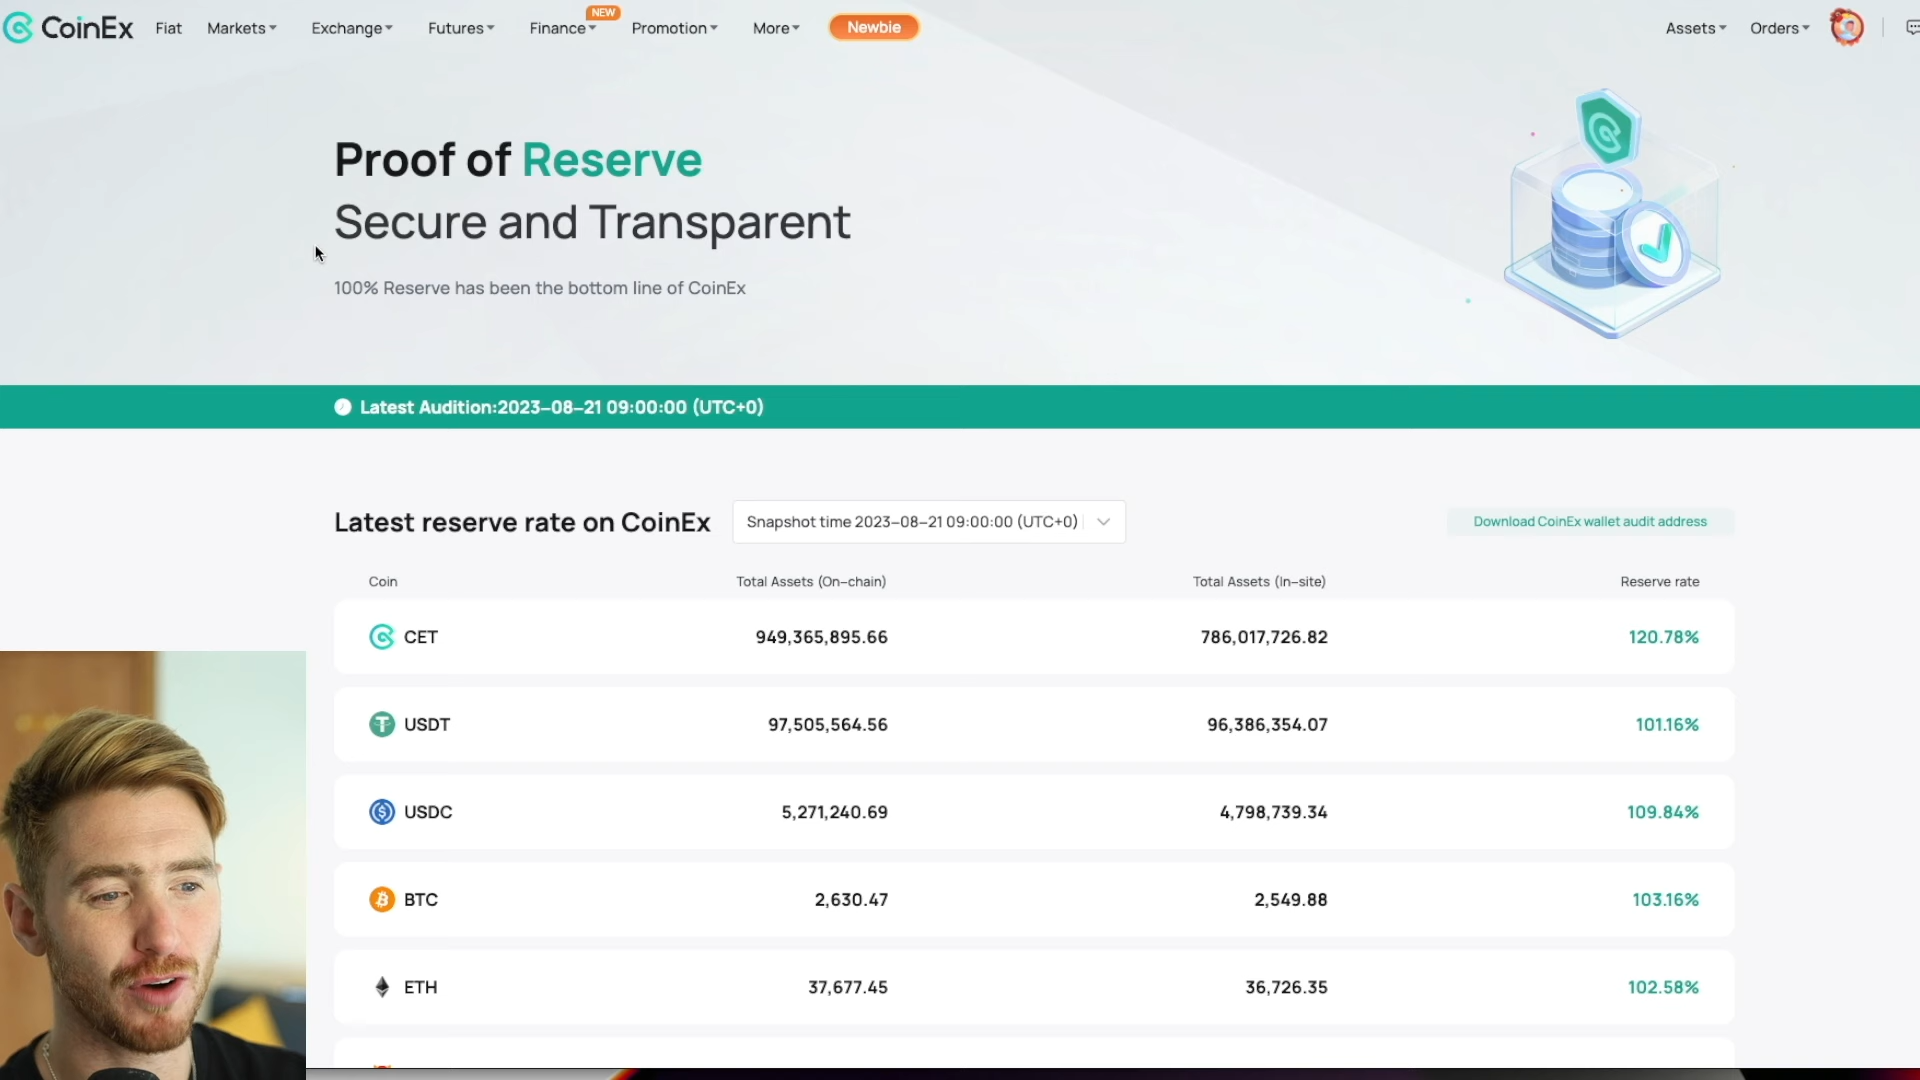 CoinEx Fiat Markets Exchange Futures Finance NEW Promotion More Newbie Assets Orders
Proof of Reserve
Secure and Transparent
100% Reserve has been the bottom line of CoinEx
Latest Audition:2023–08–21 09:00:00 (UTC+0)
Latest reserve rate on CoinEx Snapshot time 2023–08–21 09:00:00 (UTC+0) Download CoinEx wallet audit address
Coin Total Assets (On–chain) Total Assets (In–site) Reserve rate
CET 949,365,895.66 786,017,726.82 120.78%
USDT 97,505,564.56 96,386,354.07 101.16%
USDC 5,271,240.69 4,798,739.34 109.84%
BTC 2,630.47 2,549.88 103.16%
ETH 37,677.45 36,726.35 102.58%